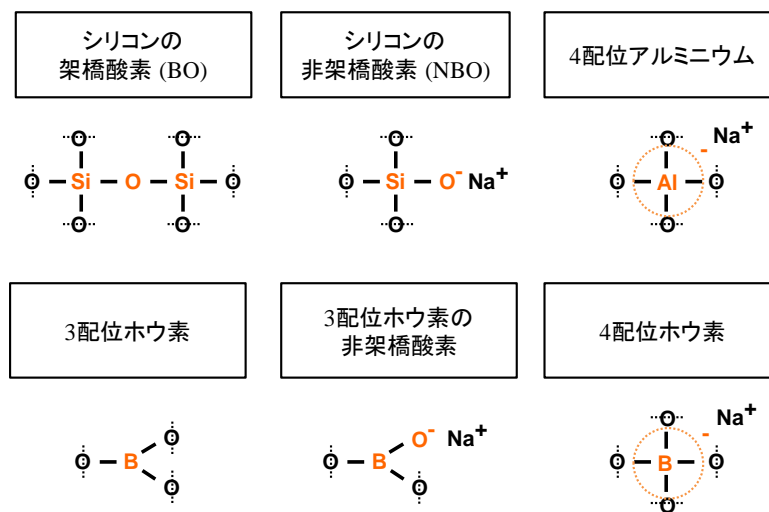 シリコンの
架橋酸素 (BO)
シリコンの
非架橋酸素 (NBO)
4配位アルミニウム
O O
O Si O Si O
O O
O
O Si O- Na+
O
O - Na+
O Al O
O
3配位ホウ素
3配位ホウ素の
非架橋酸素
4配位ホウ素
O
O B
O
O- Na+
O B
O
O - Na+
O B O
O